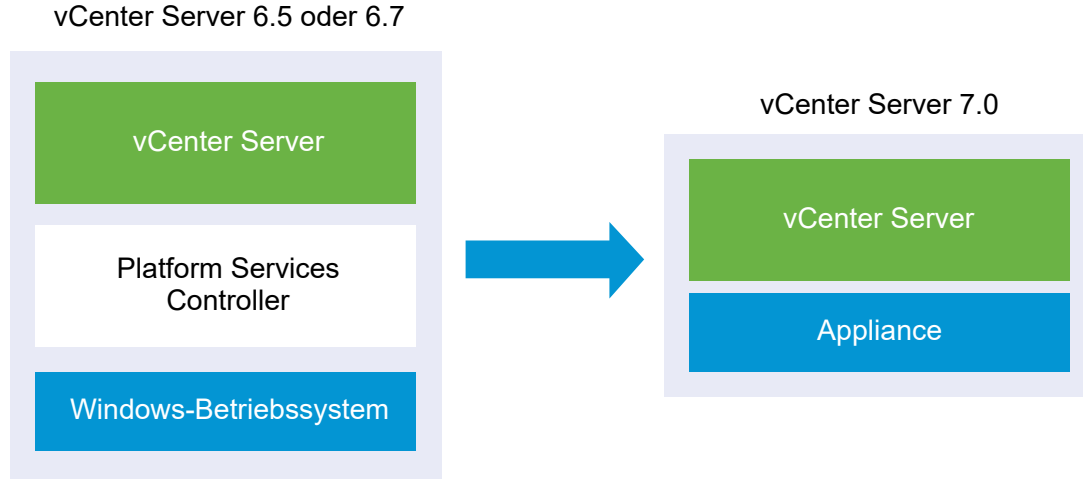 vCenter Server 6.5 oder 6.7
vCenter Server
Platform Services
Controller
Windows-Betriebssystem
vCenter Server 7.0
vCenter Server
Appliance